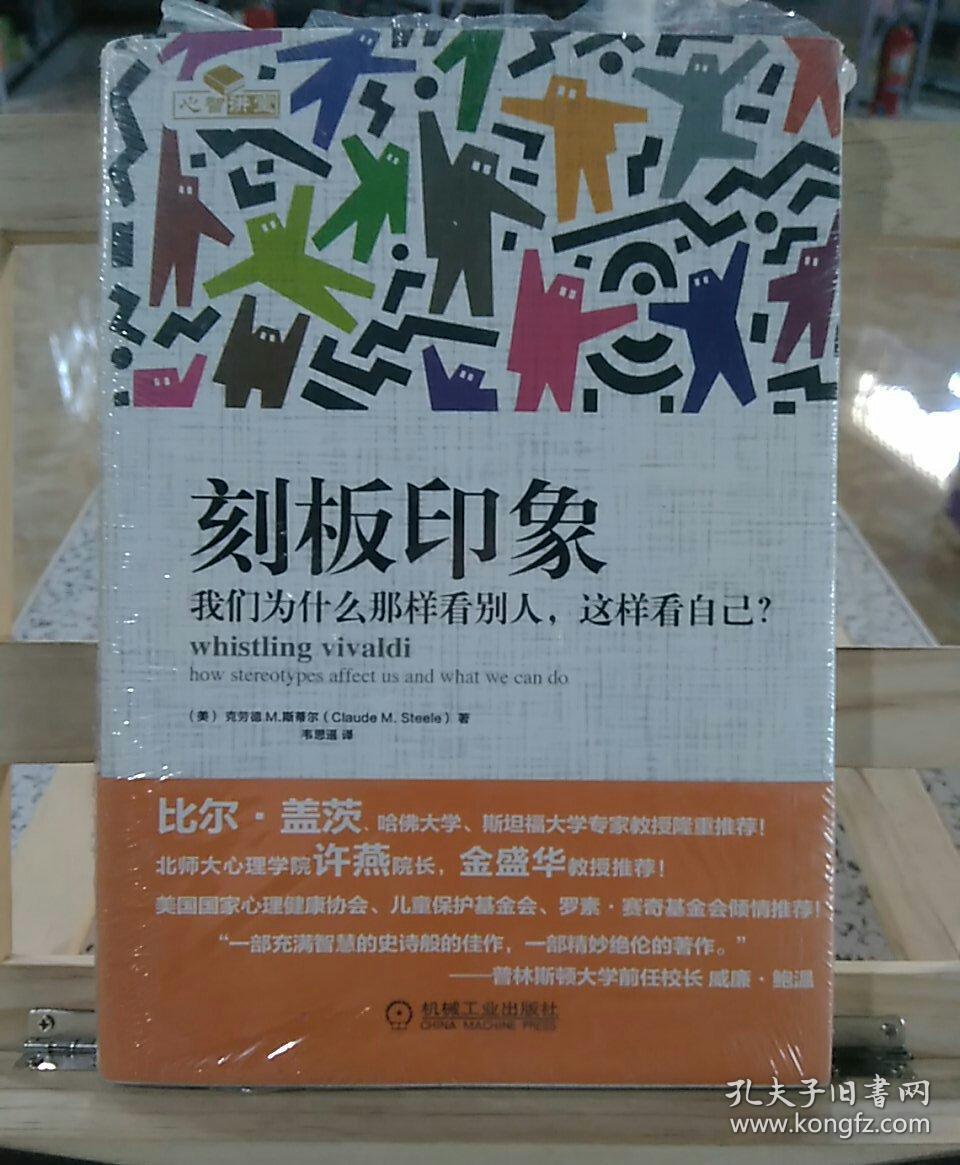 心智讲堂
刻板印象
我们为什么那样看别人，这样看自己？
whistling vivaldi
how stereotypes affect us and what we can do
（美） 克劳德.M.斯蒂尔（Claude M. Steele）著
韦思遥 译
比尔·盖茨、哈佛大学、斯坦福大学专家教授隆重推荐！
北师大心理学院许燕院长，金盛华教授推荐！
美国国家心理健康协会、儿童保护基金会、罗素·赛奇基金会倾情推荐！
“一部充满智慧的史诗般的佳作，一部精妙绝伦的著作。”
——普林斯顿大学前任校长 威廉·鲍温
机械工业出版社
CHINA MACHINE PRESS
孔夫子旧书网
www.kongfz.com